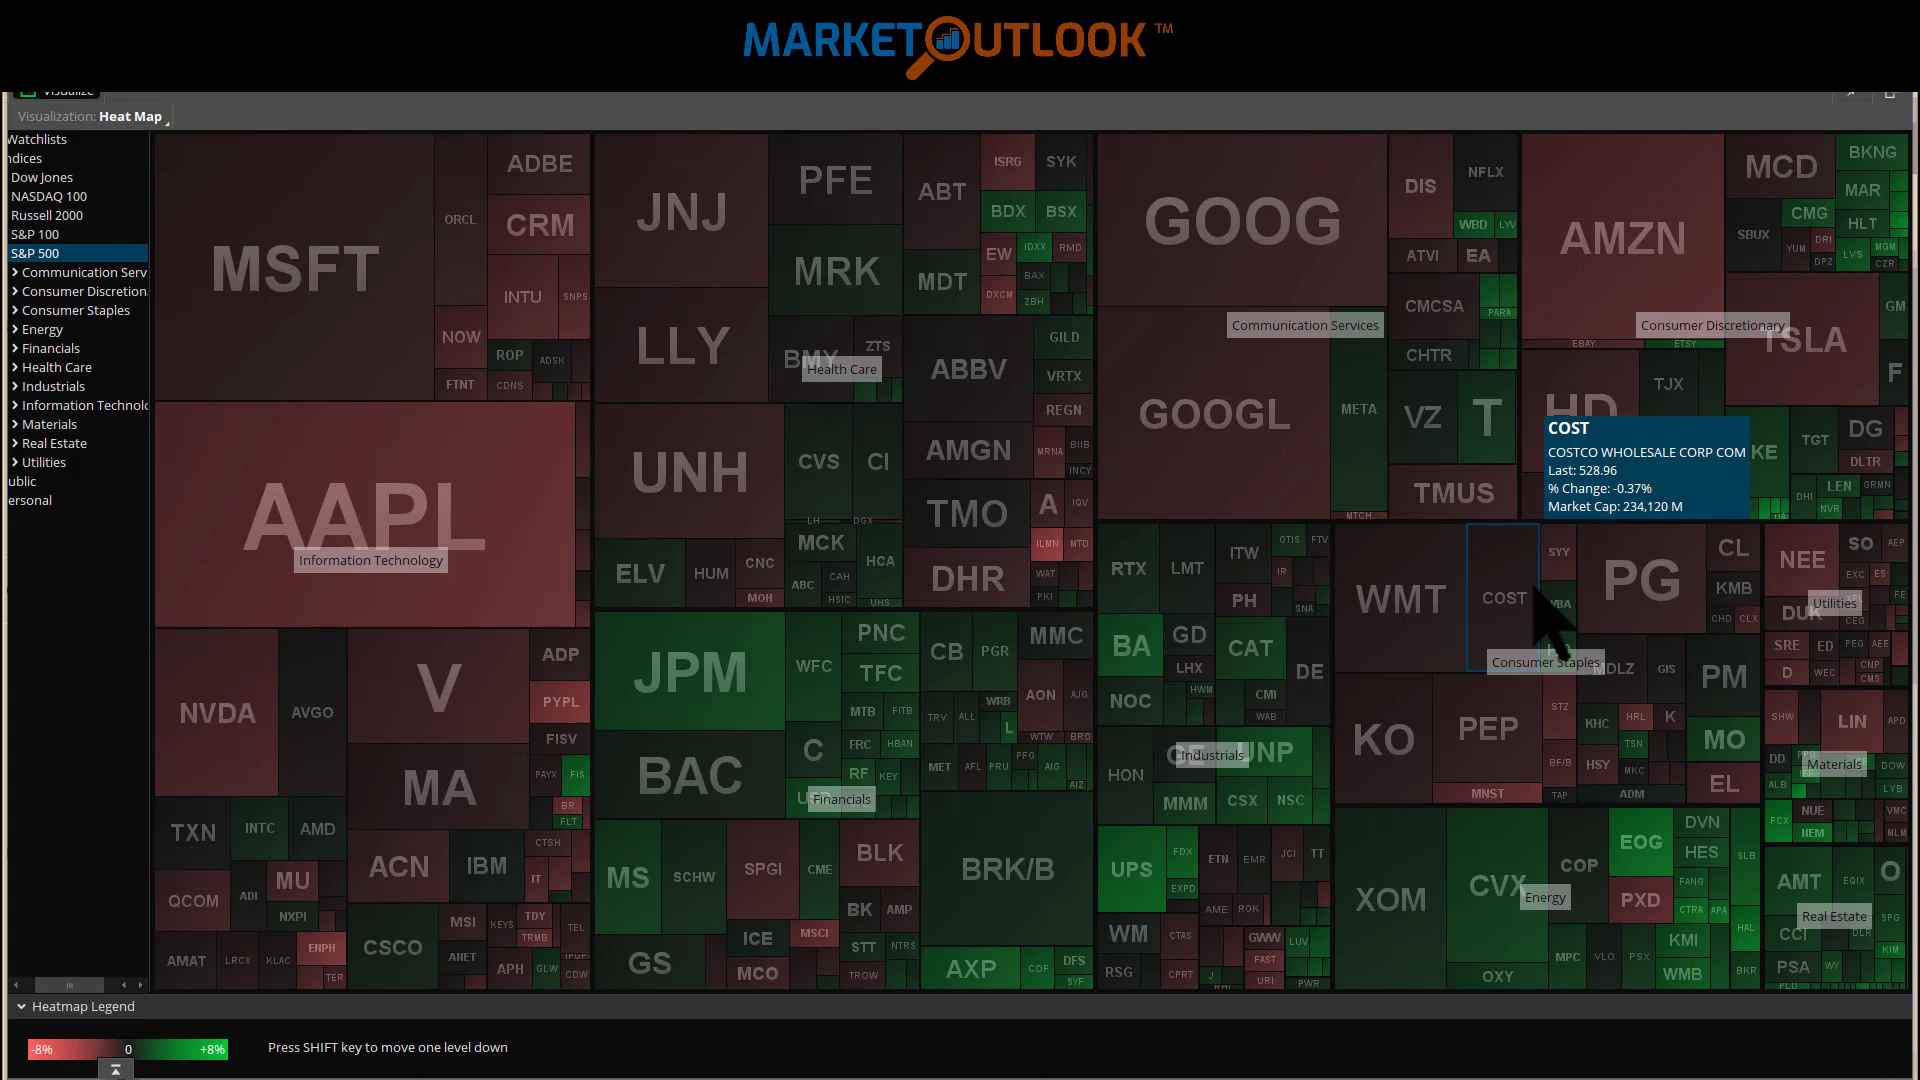 MARKETOUTLOOK™
Visualize
Visualization: Heat Map
Watchlists
ndices
Dow Jones
NASDAQ 100
Russell 2000
S&P 100
S&P 500
Communication Serv
Consumer Discretion
Consumer Staples
Energy
Financials
Health Care
Industrials
Information Technolo
Materials
Real Estate
Utilities
ublic
ersonal
MSFT
ORCL
ADBE
CRM
INTU
SNPS
NOW
ROP
ADSK
FTNT
CDNS
AAPL
Information Technology
NVDA
AVGO
V
ADP
PYPL
FISV
MA
PAYX
FIS
BR
FLT
TXN
INTC
AMD
ACN
IBM
CTSH
IT
QCOM
ADI
MU
NXPI
AMAT
LRCX
KLAC
ENPH
TER
CSCO
MSI
KEYS
TDY
TRMB
TEL
ANET
APH
GLW
CDW
JNJ
PFE
ABT
ISRG
SYK
BDX
BSX
MRK
MDT
EW
IDXX
RMD
BAX
DXCM
ZBH
LLY
BMY
ZTS
Health Care
ABBV
GILD
VRTX
REGN
UNH
CVS
CI
AMGN
MRNA
BIIB
INCY
LH
DGX
TMO
A
IQV
ILMN
MTD
MCK
HCA
ELV
HUM
CNC
MOH
ABC
CAH
HSIC
UHS
DHR
WAT
PKI
JPM
WFC
PNC
TFC
CB
PGR
MMC
MTB
FITB
WRB
AON
AJG
TRV
ALL
L
WTW
BRO
BAC
C
FRC
HBAN
RF
KEY
Financials
MET
AFL
PRU
PFG
AIG
AIZ
MS
SCHW
SPGI
CME
BLK
BRK/B
BK
AMP
GS
ICE
MSCI
STT
NTRS
MCO
TROW
AXP
COF
DFS
SYF
GOOG
DIS
NFLX
WBD
LYV
ATVI
EA
CMCSA
PARA
Communication Services
CHTR
GOOGL
META
VZ
T
TMUS
MTCH
AMZN
MCD
BKNG
MAR
CMG
HLT
SBUX
YUM
DRI
DPZ
LVS
MGM
CZR
Consumer Discretionary
EBAY
ETSY
TSLA
GM
F
HD
TJX
KE
TGT
DG
DLTR
LEN
GRMN
DHI
NVR
COST
COSTCO WHOLESALE CORP COM
Last: 528.96
% Change: -0.37%
Market Cap: 234,120 M
RTX
LMT
ITW
OTIS
FTV
IR
PH
SNA
BA
GD
CAT
DE
LHX
NOC
HWM
CMI
WAB
HON
GE
UNP
Industrials
MMM
CSX
NSC
UPS
FDX
EXPD
ETN
EMR
JCI
TT
AME
ROK
WM
CTAS
GWW
LUV
RSG
CPRT
J
FAST
URI
PWR
WMT
COST
SYY
WBA
PG
CL
KMB
CHD
CLX
Consumer Staples
MDLZ
GIS
PM
KO
PEP
STZ
KHC
HRL
K
TSN
MO
BF/B
HSY
MKC
MNST
TAP
ADM
EL
XOM
CVX
COP
EOG
DVN
HES
SLB
FANG
PXD
CTRA
APA
Energy
HAL
OXY
MPC
VLO
PSX
KMI
WMB
BKR
NEE
SO
AEP
EXC
ES
DUK
Utilities
FE
CEG
SRE
ED
PEG
AEE
D
WEC
CNP
CMS
SHW
LIN
APD
DD
Materials
DOW
ALB
LYB
FCX
NUE
VMC
NEM
MLM
AMT
EQIX
O
Real Estate
SPG
CCI
DLR
KIM
PSA
WY
Heatmap Legend
-8%
0
+8%
Press SHIFT key to move one level down